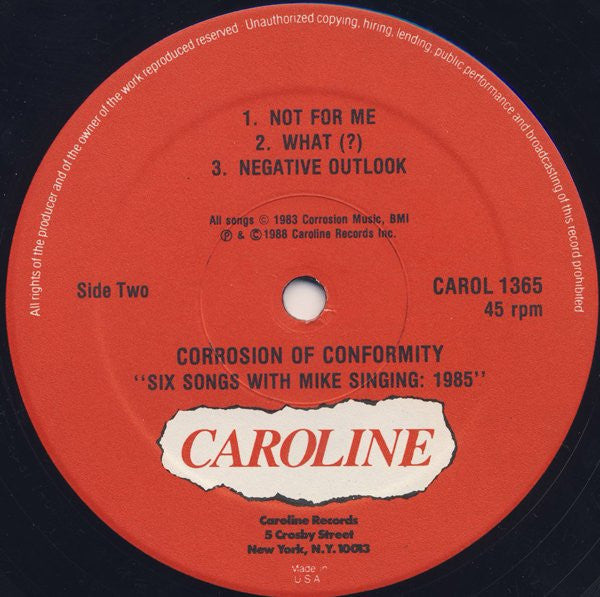 All rights of the producer and of the owner of the work reproduced reserved · Unauthorized copying, hiring, lending, public performance and broadcasting of this record prohibited
1. NOT FOR ME
2. WHAT (?)
3. NEGATIVE OUTLOOK
All songs © 1983 Corrosion Music, BMI
℗ & ©1988 Caroline Records Inc.
Side Two
CAROL 1365
45 rpm
CORROSION OF CONFORMITY
"SIX SONGS WITH MIKE SINGING: 1985"
CAROLINE
Caroline Records
5 Crosby Street
New York, N.Y. 10013
Made in
USA